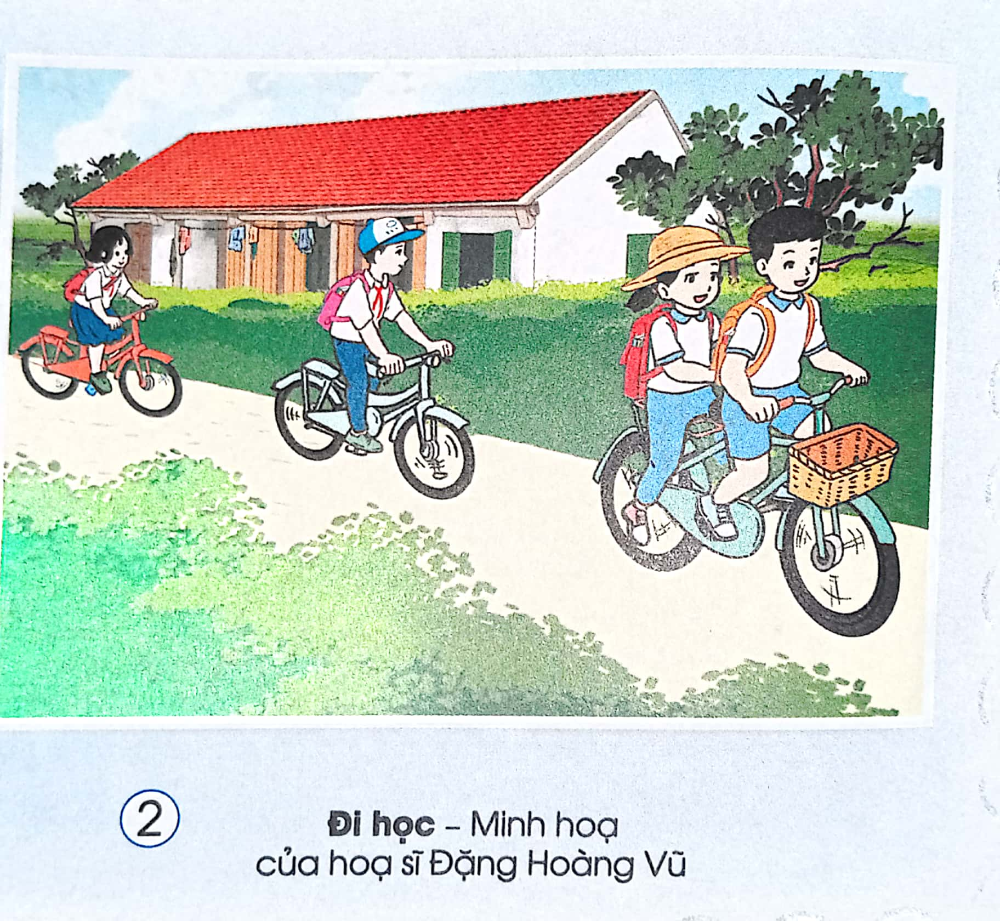 2
Đi học – Minh hoạ
của hoạ sĩ Đặng Hoàng Vũ